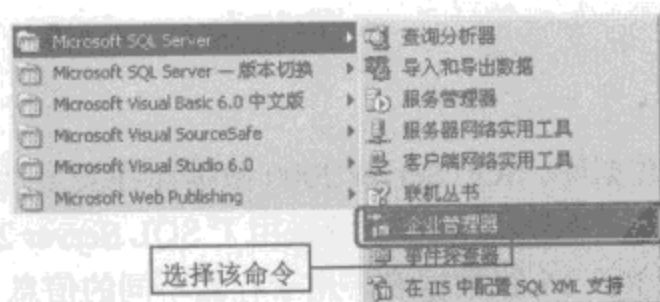 Microsoft SQL Server
Microsoft SQL Server — 版本切换
Microsoft Visual Basic 6.0 中文版
Microsoft Visual SourceSafe
Microsoft Visual Studio 6.0
Microsoft Web Publishing
查询分析器
导入和导出数据
服务管理器
服务器网络实用工具
客户端网络实用工具
联机丛书
企业管理器
事件探查器
在 IIS 中配置 SQL XML 支持
选择该命令